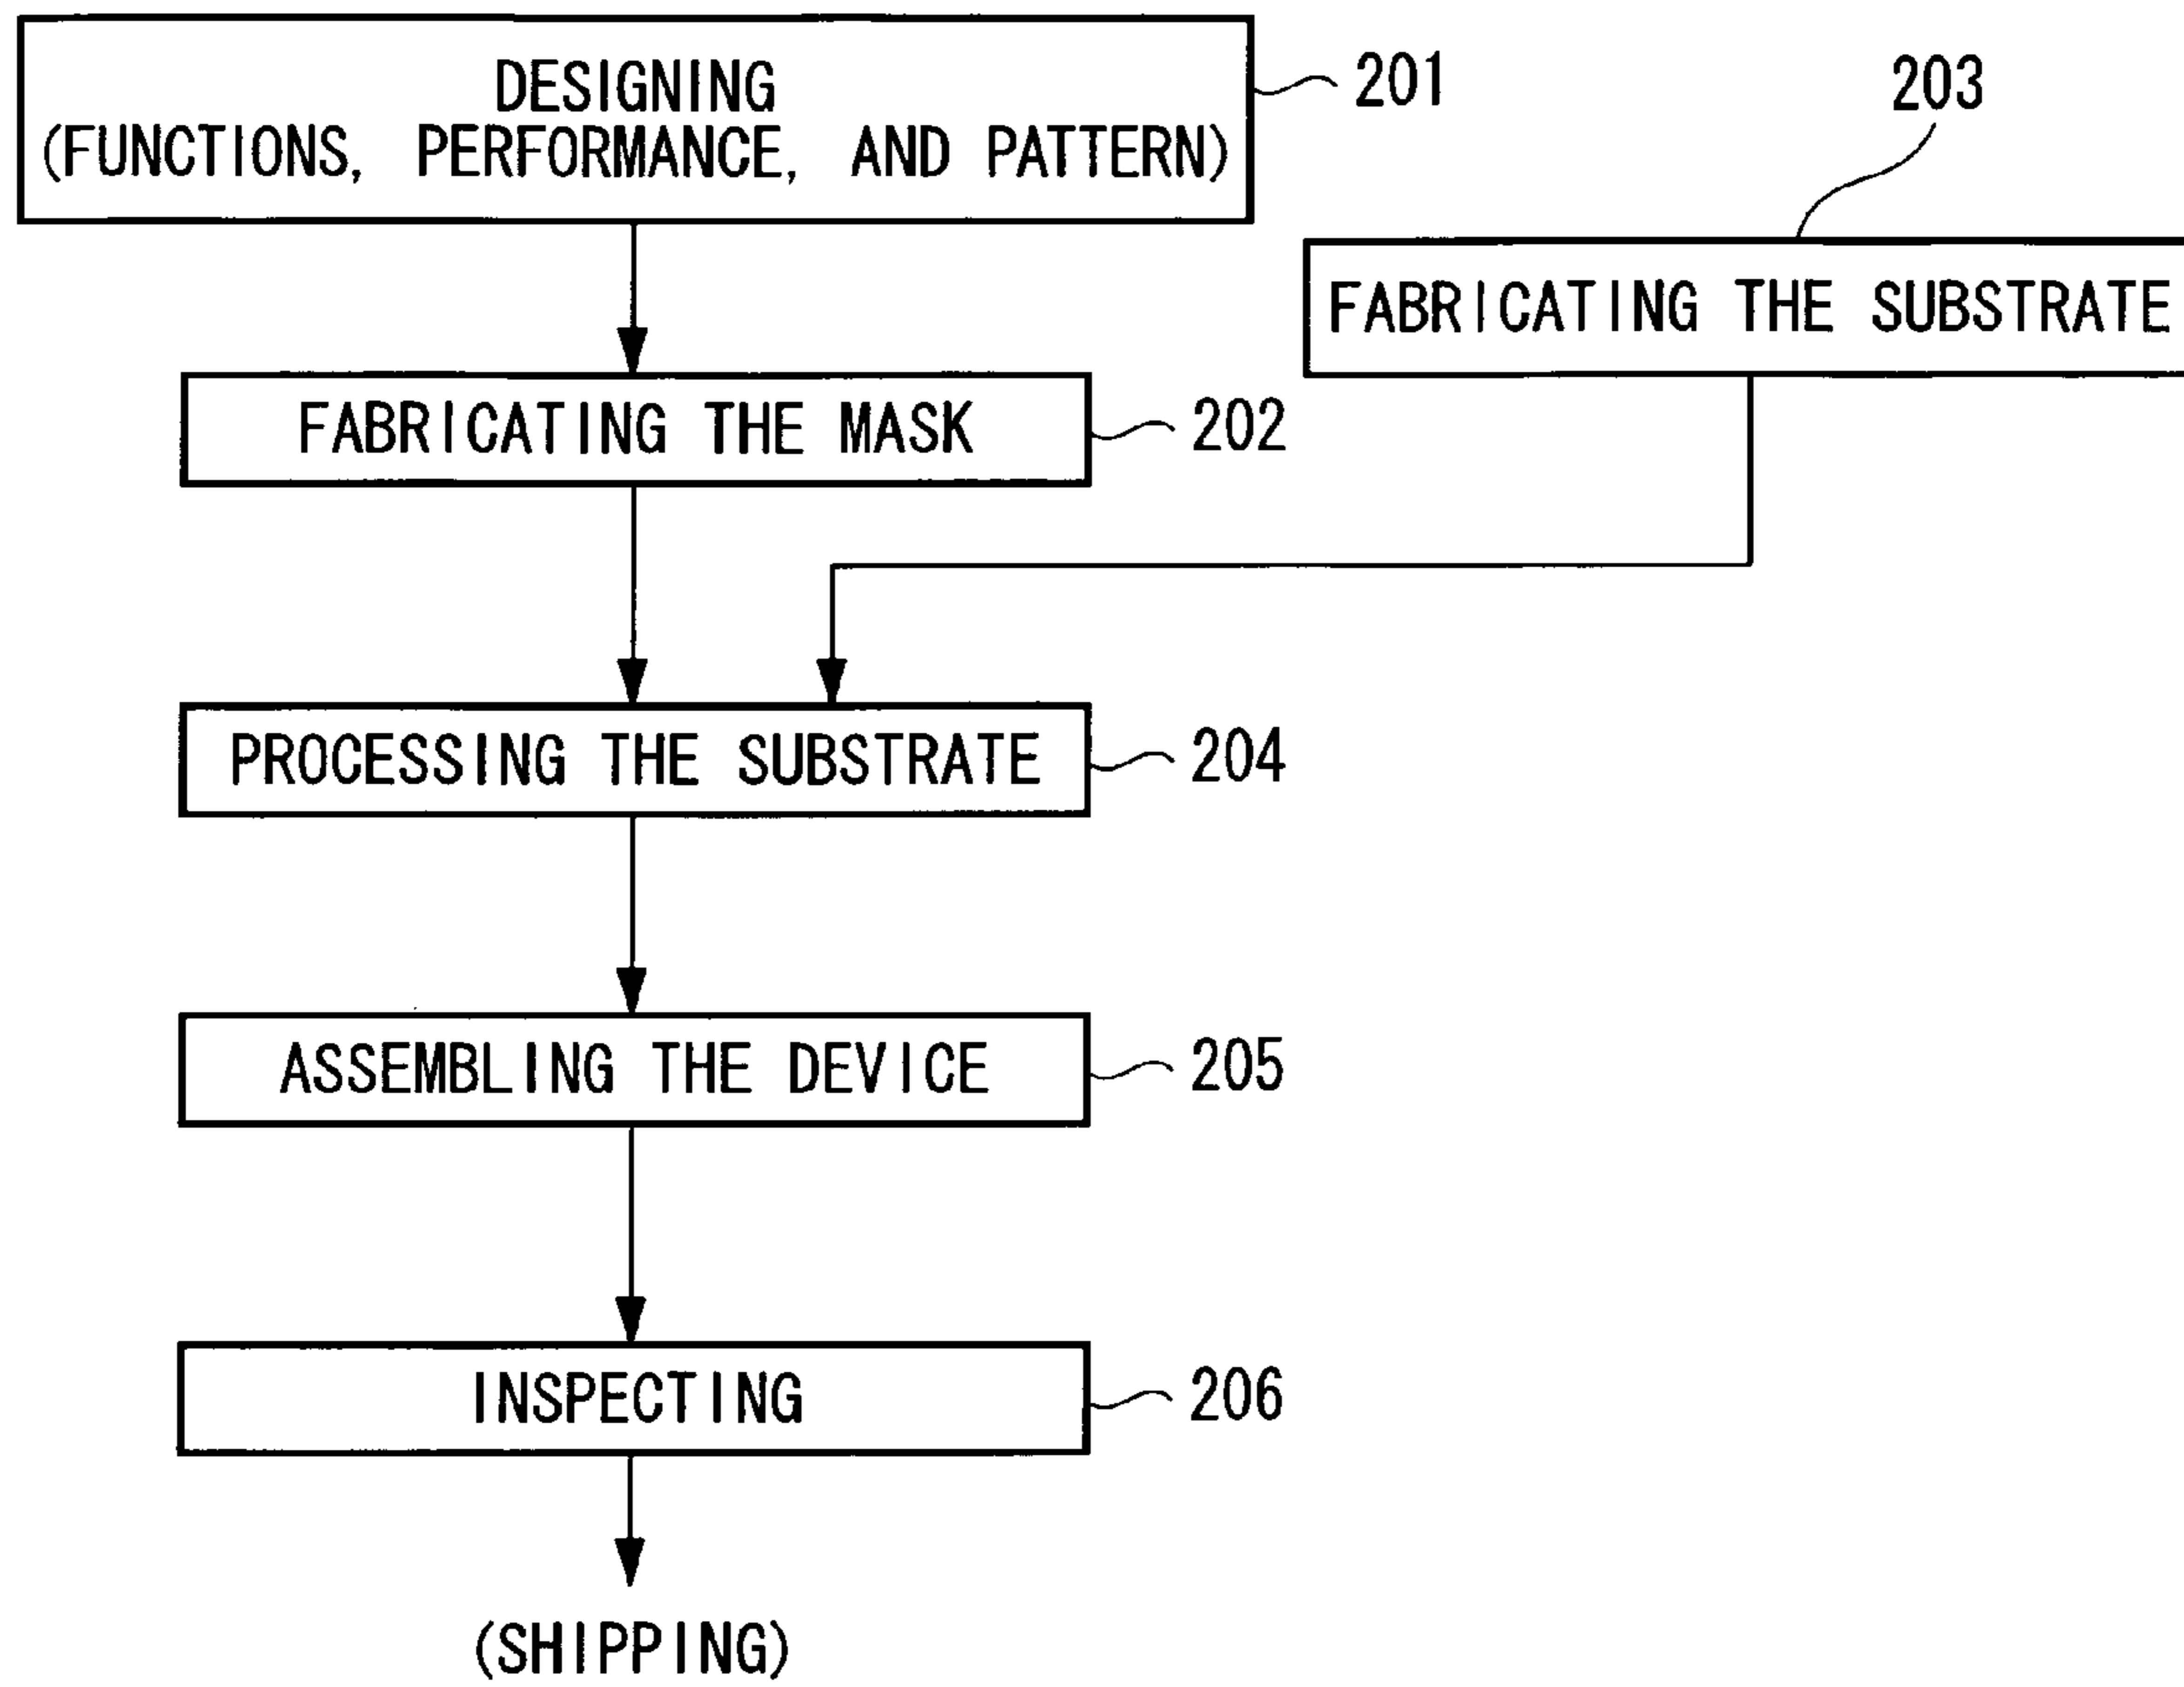 DESIGNING
(FUNCTIONS, PERFORMANCE, AND PATTERN)
201
203
FABRICATING THE SUBSTRATE
FABRICATING THE MASK
202
PROCESSING THE SUBSTRATE
204
ASSEMBLING THE DEVICE
205
INSPECTING
206
(SHIPPING)